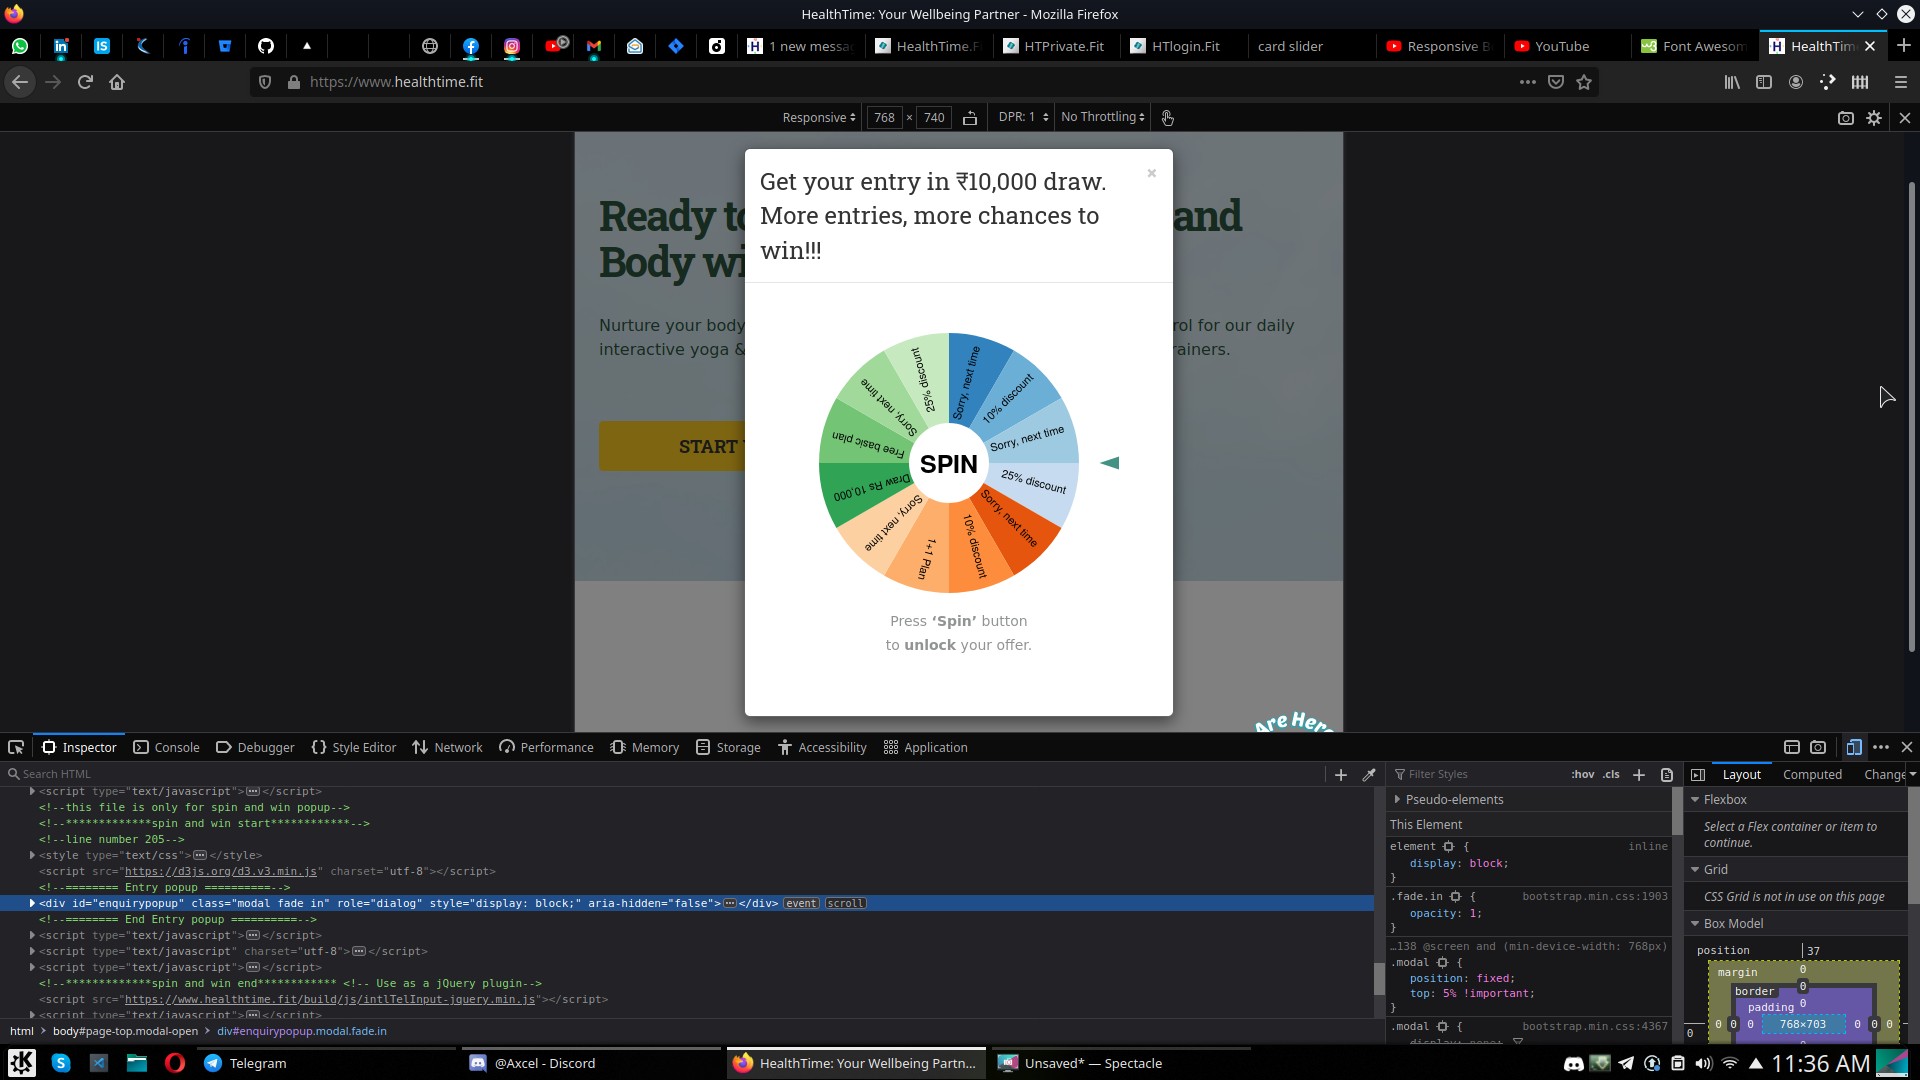 HealthTime: Your Wellbeing Partner - Mozilla Firefox
1 new messa
HealthTime.F
HTPrivate.Fit
HTlogin.Fit
card slider
Responsive B
YouTube
Font Awesom
HealthTim
https://www.healthtime.fit
Responsive
768 × 740
DPR: 1
No Throttling
Get your entry in ₹10,000 draw.
More entries, more chances to
win!!!
Ready to
and
Body wi
Nurture your body
rol for our daily
interactive yoga &
rainers.
START
Sorry, next time
10% discount
Sorry, next time
25% discount
Sorry, next time
10% discount
1+1 Plan
Sorry, next time
Draw Rs 10,000
Free basic plan
Sorry, next time
25% discount
SPIN
Press ‘Spin’ button
to unlock your offer.
Are Here
Inspector
Console
Debugger
Style Editor
Network
Performance
Memory
Storage
Accessibility
Application
Search HTML
<script type="text/javascript"></script>
<!--this file is only for spin and win popup-->
<!--*************spin and win start************-->
<!--line number 205-->
<style type="text/css"></style>
<script src="https://d3js.org/d3.v3.min.js" charset="utf-8"></script>
<!--======== Entry popup ==========-->
<div id="enquirypopup" class="modal fade in" role="dialog" style="display: block;" aria-hidden="false"></div> event scroll
<!--======== End Entry popup ==========-->
<script type="text/javascript"></script>
<script type="text/javascript" charset="utf-8"></script>
<script type="text/javascript"></script>
<!--*************spin and win end************ <!-- Use as a jQuery plugin-->
<script src="https://www.healthtime.fit/build/js/intlTelInput-jquery.min.js"></script>
<script type="text/javascript"></script>
html > body#page-top.modal-open > div#enquirypopup.modal.fade.in
Filter Styles
:hov .cls
Pseudo-elements
This Element
element { inline
display: block;
}
.fade.in { bootstrap.min.css:1903
opacity: 1;
}
…138 @screen and (min-device-width: 768px)
.modal {
position: fixed;
top: 5% !important;
}
.modal { bootstrap.min.css:4367
display: none;
Layout
Computed
Change
Flexbox
Select a Flex container or item to
continue.
Grid
CSS Grid is not in use on this page
Box Model
position
37
margin
0
border
0
padding
0
0
0 0 0 768×703 0 0 0
Telegram
@Axcel - Discord
HealthTime: Your Wellbeing Partn...
Unsaved* — Spectacle
11:36 AM